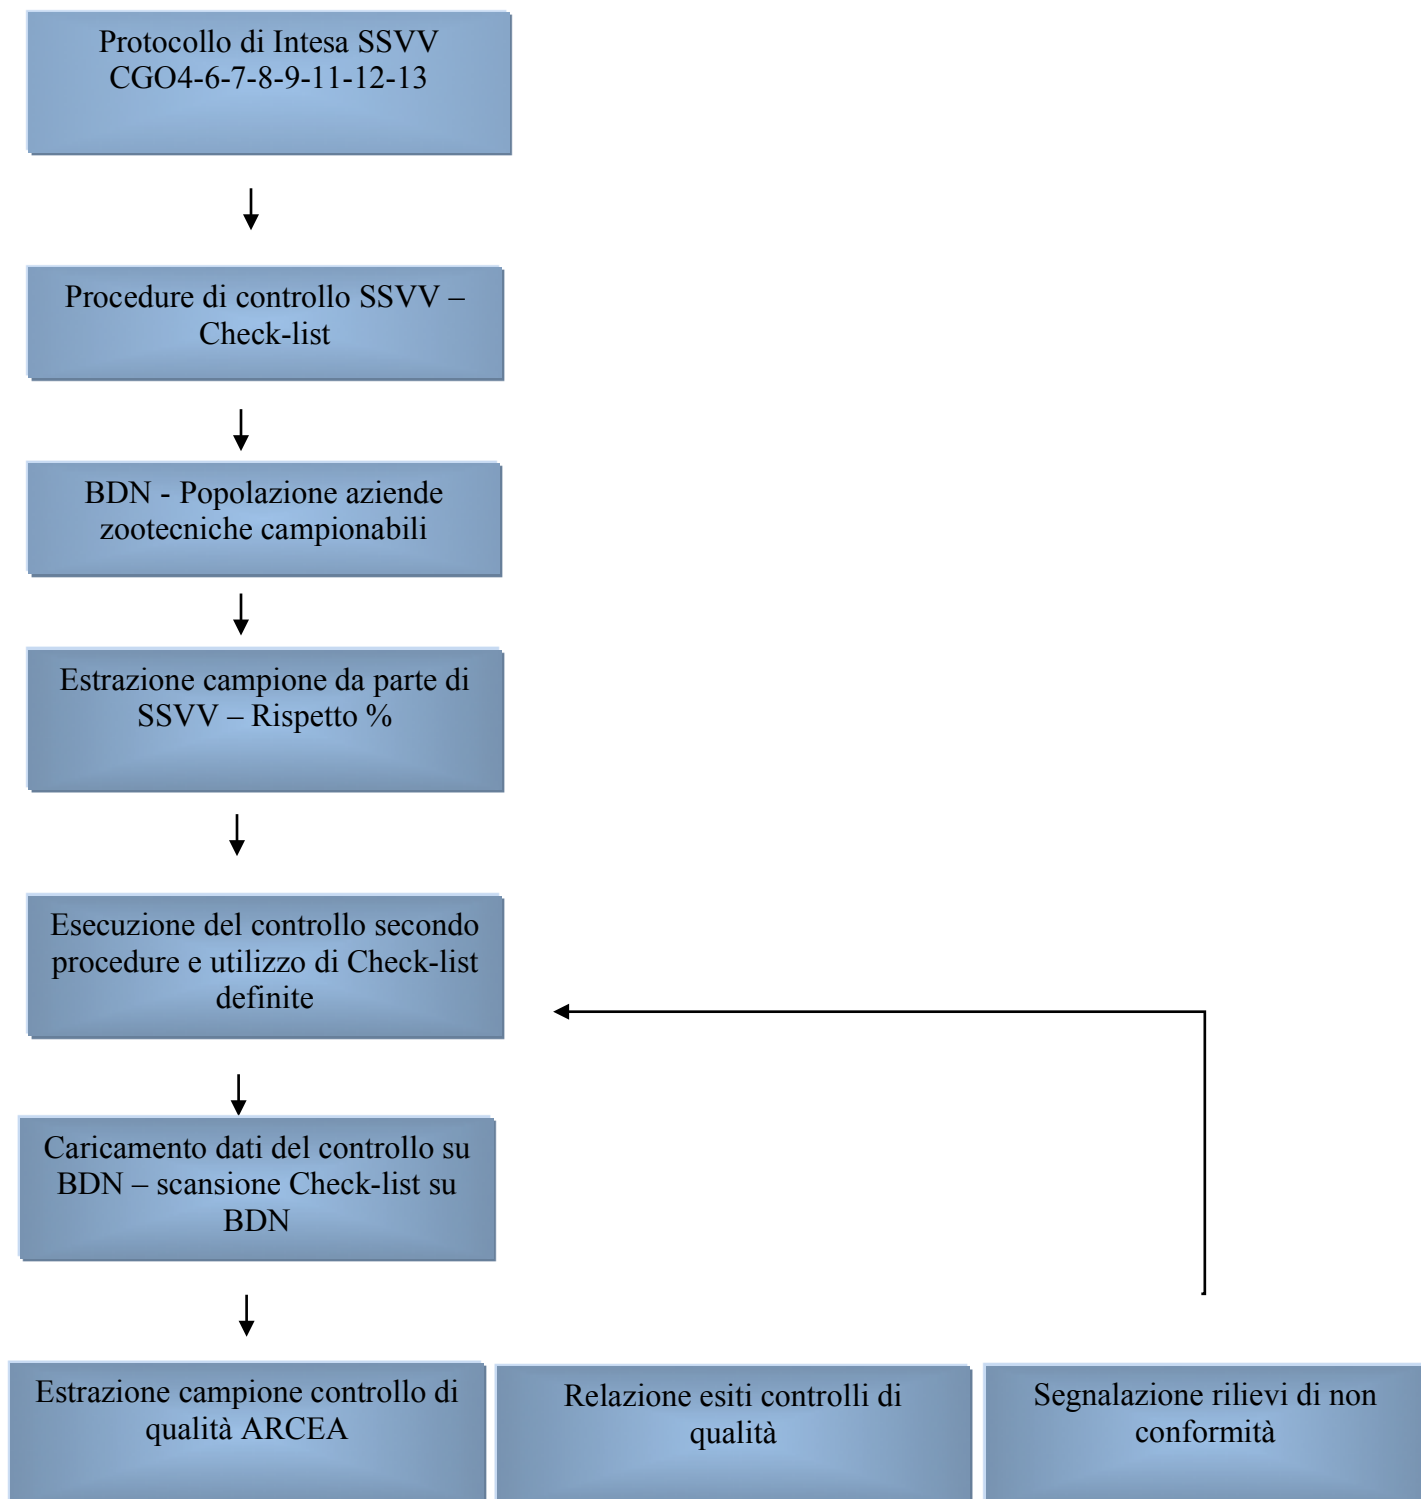 Protocollo di Intesa SSVV
CGO4-6-7-8-9-11-12-13
Procedure di controllo SSVV –
Check-list
BDN - Popolazione aziende
zootecniche campionabili
Estrazione campione da parte di
SSVV – Rispetto %
Esecuzione del controllo secondo
procedure e utilizzo di Check-list
definite
Caricamento dati del controllo su
BDN – scansione Check-list su
BDN
Estrazione campione controllo di
qualità ARCEA
Relazione esiti controlli di
qualità
Segnalazione rilievi di non
conformità